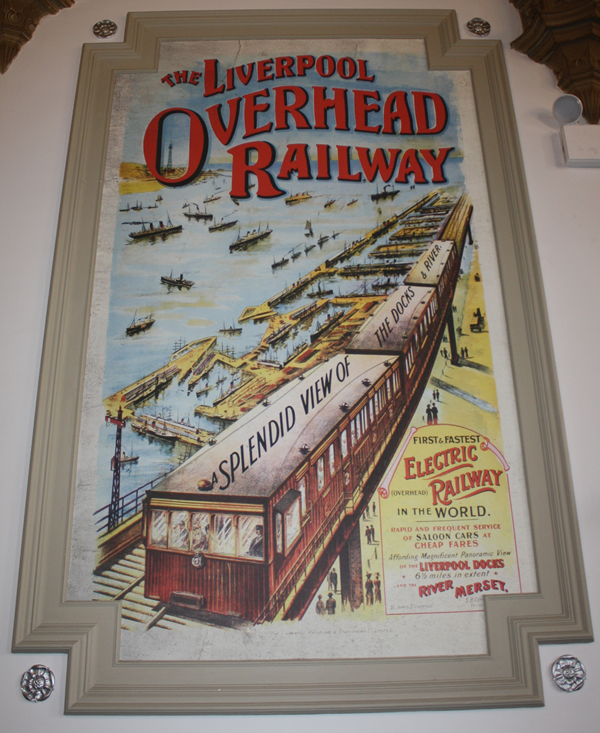 THE LIVERPOOL
OVERHEAD
RAILWAY
A SPLENDID VIEW OF THE DOCKS & RIVER.
FIRST & FASTEST
ELECTRIC
(OVERHEAD) RAILWAY
IN THE WORLD.
RAPID AND FREQUENT SERVICE
OF SALOON CARS AT
CHEAP FARES
Affording Magnificent Panoramic View
OF THE LIVERPOOL DOCKS
• 6½ miles in extent •
AND THE RIVER MERSEY.